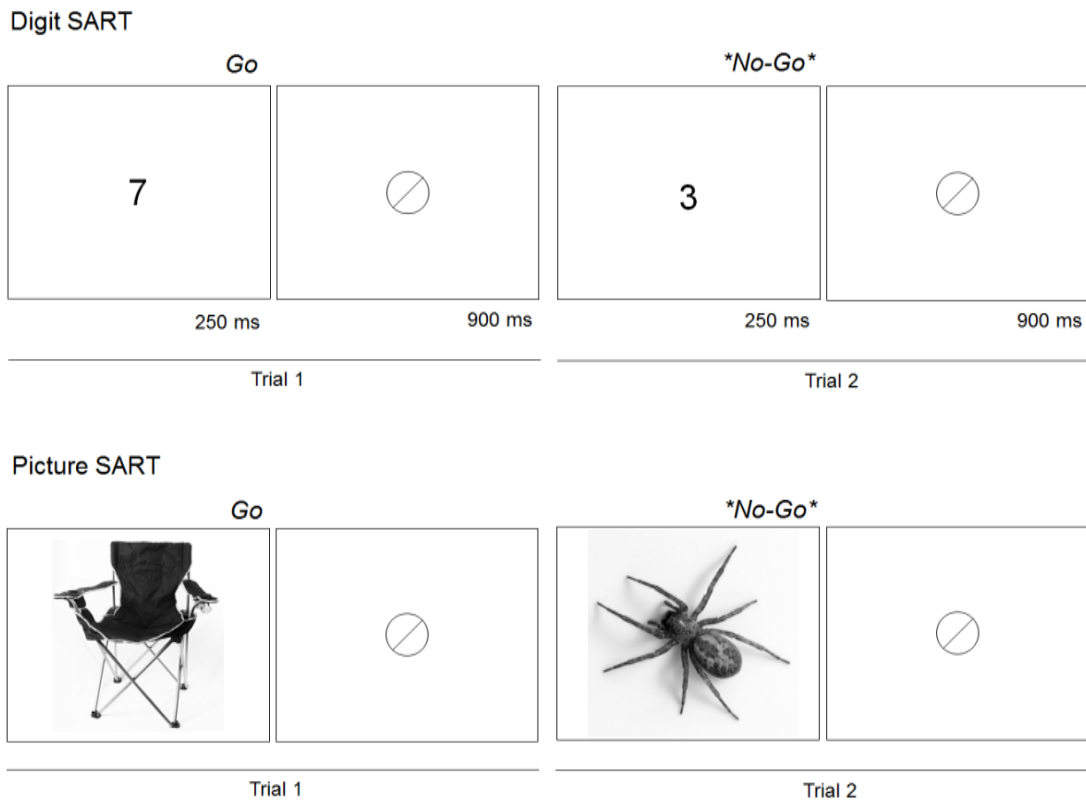 Digit SART
Go
*No-Go*
7
3
250 ms
900 ms
250 ms
900 ms
Trial 1
Trial 2
Picture SART
Go
*No-Go*
Trial 1
Trial 2